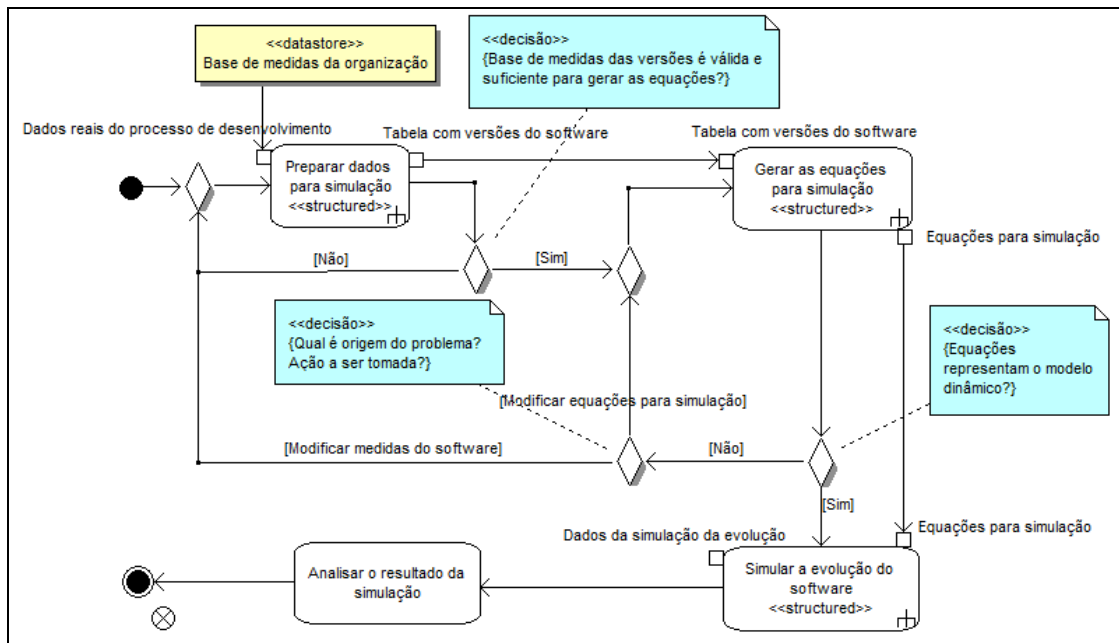 <<datastore>>
Base de medidas da organização
<<decisão>>
{Base de medidas das versões é válida e
suficiente para gerar as equações?}
Dados reais do processo de desenvolvimento
Tabela com versões do software
Tabela com versões do software
Preparar dados
para simulação
<<structured>>
Gerar as equações
para simulação
<<structured>>
Equações para simulação
[Não]
[Sim]
<<decisão>>
{Qual é origem do problema?
Ação a ser tomada?}
<<decisão>>
{Equações
representam o modelo
dinâmico?}
[Modificar equações para simulação]
[Modificar medidas do software]
[Não]
[Sim]
Equações para simulação
Dados da simulação da evolução
Analisar o resultado da
simulação
Simular a evolução do
software
<<structured>>